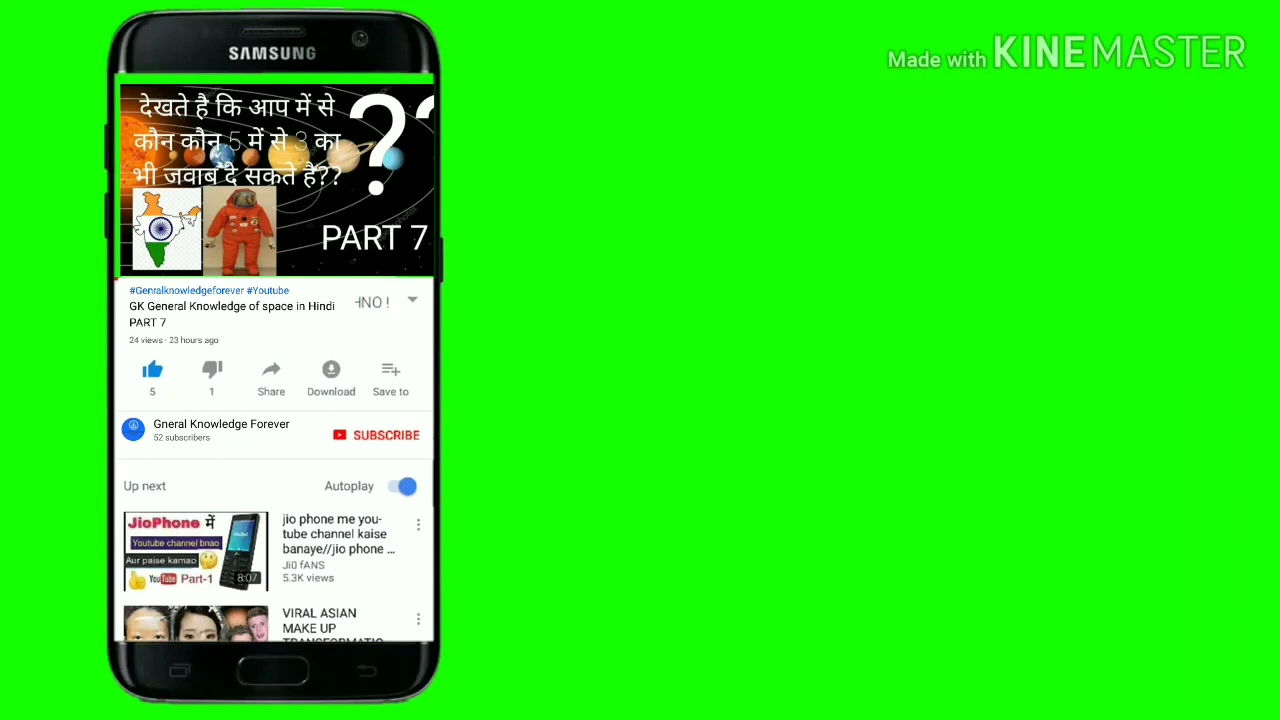 Made with KINEMASTER
SAMSUNG
देखते है कि आप में से
कौन कौन 5 में से 3 का
भी जवाब दे सकते है??
??
PART 7
#Genralknowledgeforever #Youtube
GK General Knowledge of space in Hindi
PART 7
24 views · 23 hours ago
5
1
Share
Download
Save to
Gneral Knowledge Forever
52 subscribers
SUBSCRIBE
Up next
Autoplay
JioPhone में
Youtube channel bnao
Aur paise kamao
YouTube Part-1
8:07
jio phone me you-
tube channel kaise
banaye//jio phone ...
Ji0 fANS
5.3K views
VIRAL ASIAN
MAKE UP